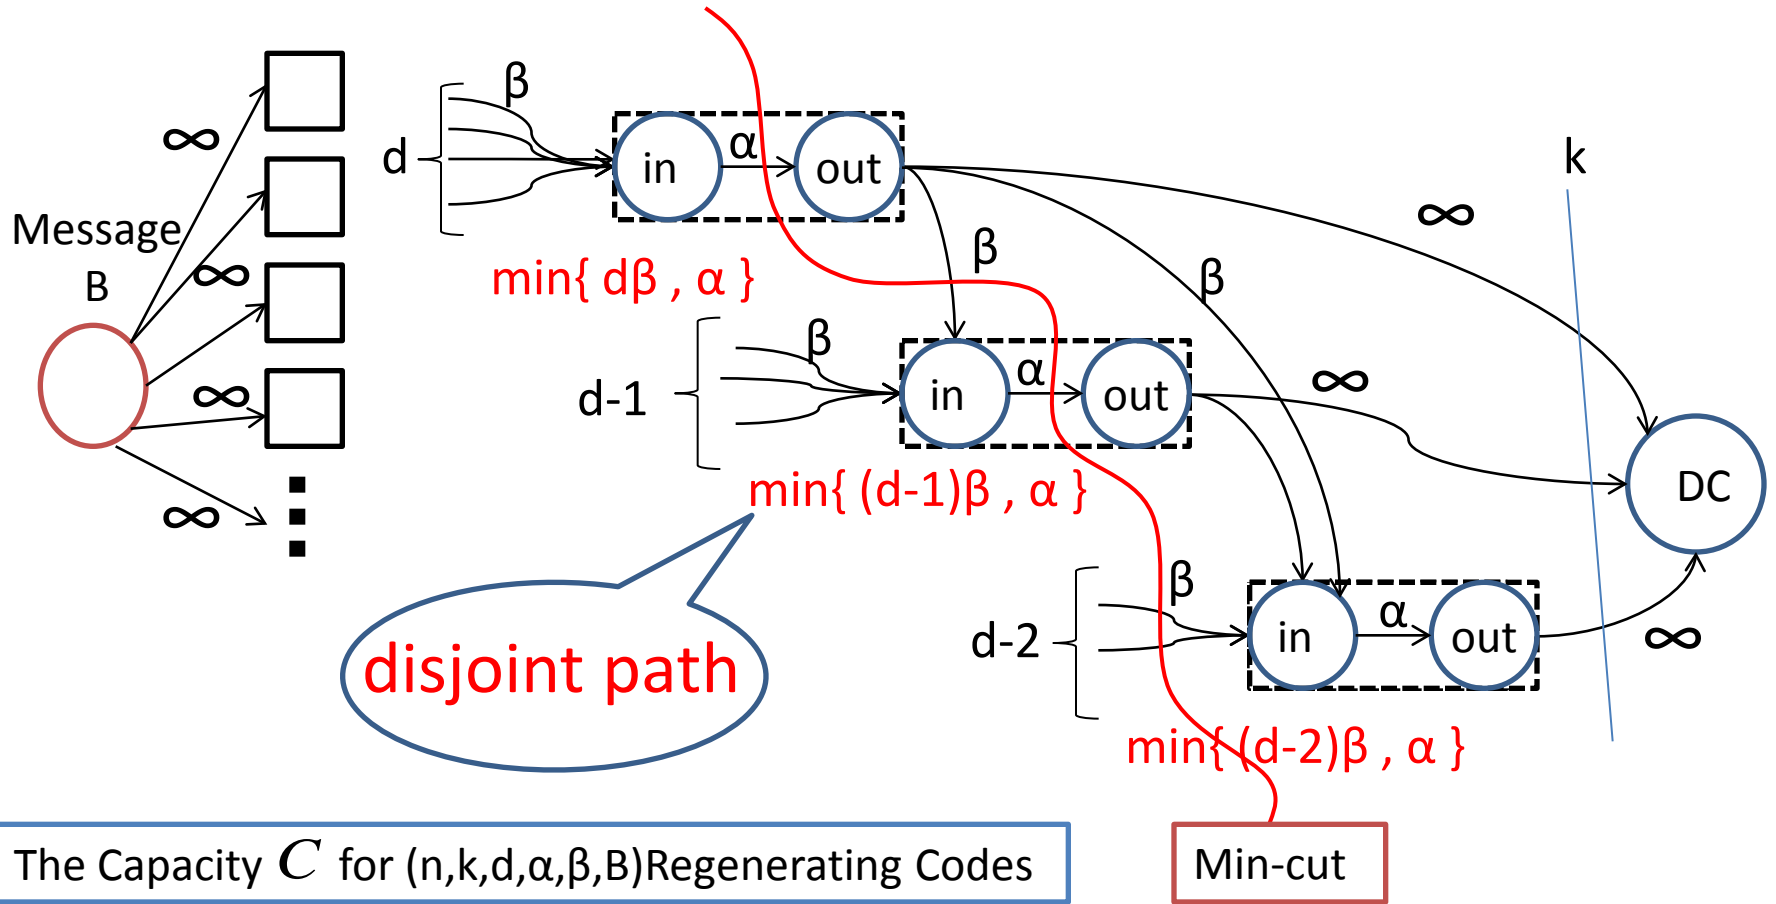 Message
B
∞
∞
∞
∞
d
β
in
α
out
min{ dβ , α }
β
β
∞
k
d-1
β
in
α
out
∞
min{ (d-1)β , α }
DC
disjoint path
d-2
β
in
α
out
∞
min{ (d-2)β , α }
The Capacity C for (n,k,d,α,β,B)Regenerating Codes
Min-cut